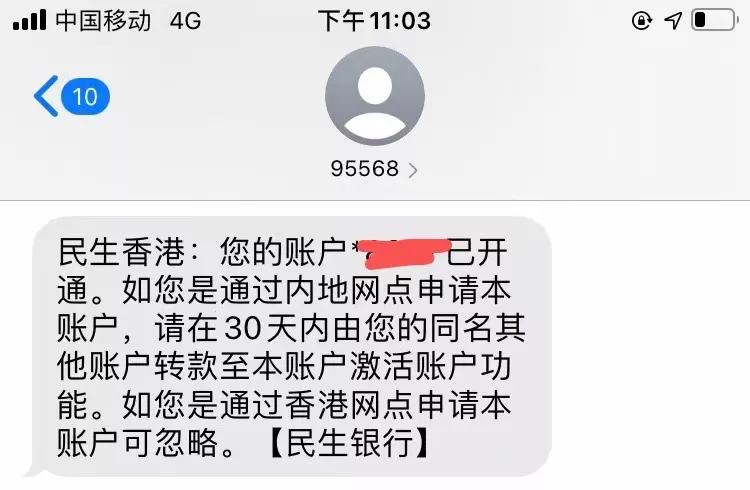 中国移动 4G 下午11:03
10
95568
民生香港：您的账户* 已开
通。如您是通过内地网点申请本
账户，请在30天内由您的同名其
他账户转款至本账户激活账户功
能。如您是通过香港网点申请本
账户可忽略。【民生银行】